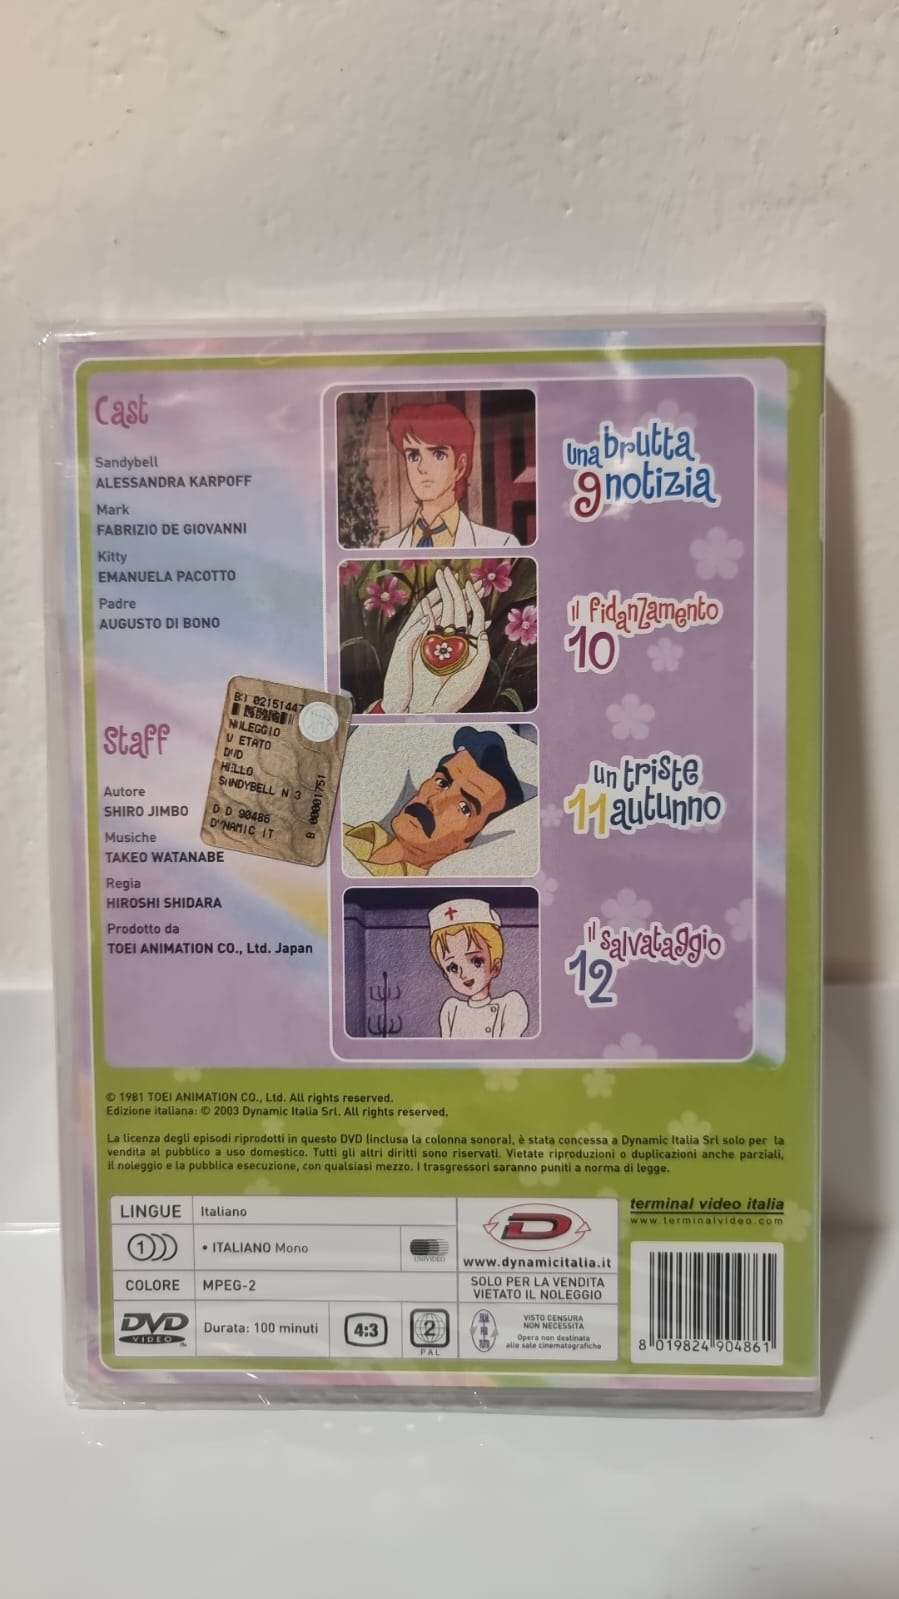 Cast
Sandybell
ALESSANDRA KARPOFF
Mark
FABRIZIO DE GIOVANNI
Kitty
EMANUELA PACOTTO
Padre
AUGUSTO DI BONO
Staff
Autore
SHIRO JIMBO
Musiche
TAKEO WATANABE
Regia
HIROSHI SHIDARA
Prodotto da
TOEI ANIMATION CO., Ltd. Japan
NOLEGGIO
VIETATO
DVD
HELLO
SANDYBELL N 3
D D 90486
DYNAMIC IT
B 00001751
una brutta
9 notizia
il fidanzamento
10
un triste
11 autunno
il salvataggio
12
© 1981 TOEI ANIMATION CO., Ltd. All rights reserved.
Edizione italiana: © 2003 Dynamic Italia Srl. All rights reserved.
La licenza degli episodi riprodotti in questo DVD (inclusa la colonna sonora), è stata concessa a Dynamic Italia Srl solo per la
vendita al pubblico a uso domestico. Tutti gli altri diritti sono riservati. Vietate riproduzioni o duplicazioni anche parziali,
il noleggio e la pubblica esecuzione, con qualsiasi mezzo. I trasgressori saranno puniti a norma di legge.
LINGUE Italiano
1 • ITALIANO Mono
UNIVIDEO
COLORE MPEG-2
DVD VIDEO
Durata: 100 minuti
4:3
2
PAL
D
www.dynamicitalia.it
SOLO PER LA VENDITA
VIETATO IL NOLEGGIO
FILM PER TUTTI
VISTO CENSURA
NON NECESSITA
Opera non destinata
alle sale cinematografiche
terminal video italia
www.terminalvideo.com
8 019824 904861